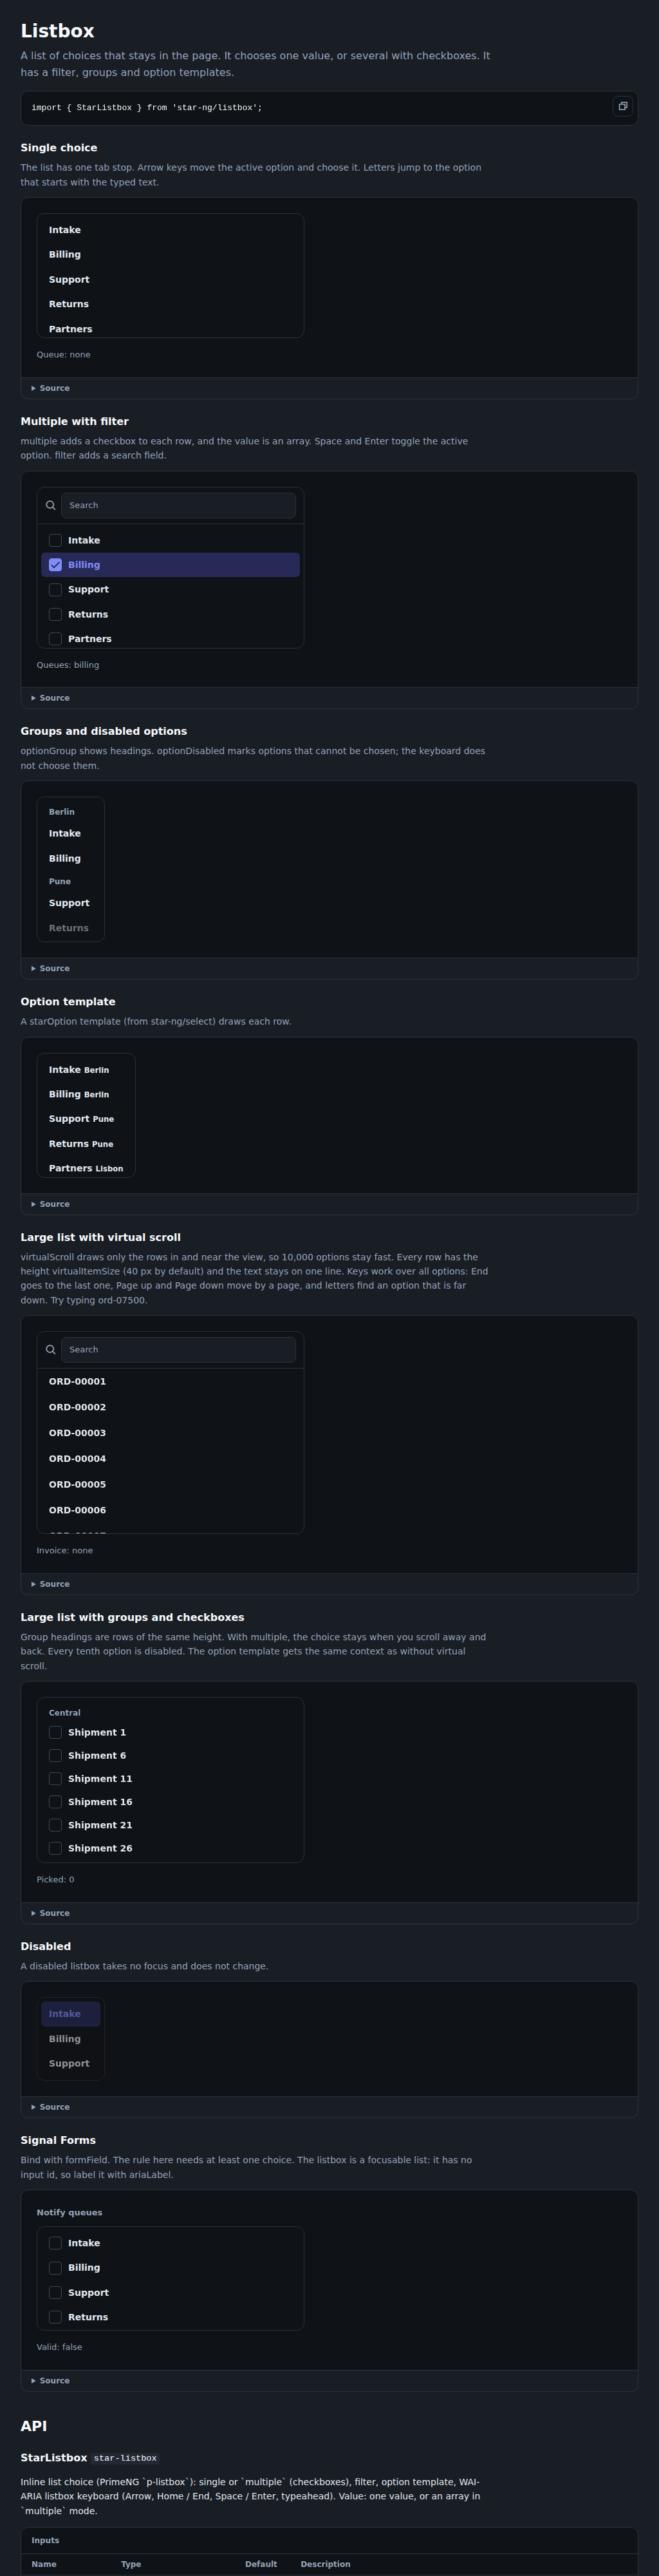 Listbox
A list of choices that stays in the page. It chooses one value, or several with checkboxes. It
has a filter, groups and option templates.
import { StarListbox } from 'star-ng/listbox';
Single choice
The list has one tab stop. Arrow keys move the active option and choose it. Letters jump to the option
that starts with the typed text.
Intake
Billing
Support
Returns
Partners
Queue: none
Source
Multiple with filter
multiple adds a checkbox to each row, and the value is an array. Space and Enter toggle the active
option. filter adds a search field.
Search
Intake
Billing
Support
Returns
Partners
Queues: billing
Source
Groups and disabled options
optionGroup shows headings. optionDisabled marks options that cannot be chosen; the keyboard does
not choose them.
Berlin
Intake
Billing
Pune
Support
Returns
Source
Option template
A starOption template (from star-ng/select) draws each row.
Intake Berlin
Billing Berlin
Support Pune
Returns Pune
Partners Lisbon
Source
Large list with virtual scroll
virtualScroll draws only the rows in and near the view, so 10,000 options stay fast. Every row has the
height virtualItemSize (40 px by default) and the text stays on one line. Keys work over all options: End
goes to the last one, Page up and Page down move by a page, and letters find an option that is far
down. Try typing ord-07500.
Search
ORD-00001
ORD-00002
ORD-00003
ORD-00004
ORD-00005
ORD-00006
Invoice: none
Source
Large list with groups and checkboxes
Group headings are rows of the same height. With multiple, the choice stays when you scroll away and
back. Every tenth option is disabled. The option template gets the same context as without virtual
scroll.
Central
Shipment 1
Shipment 6
Shipment 11
Shipment 16
Shipment 21
Shipment 26
Picked: 0
Source
Disabled
A disabled listbox takes no focus and does not change.
Intake
Billing
Support
Source
Signal Forms
Bind with formField. The rule here needs at least one choice. The listbox is a focusable list: it has no
input id, so label it with ariaLabel.
Notify queues
Intake
Billing
Support
Returns
Valid: false
Source
API
StarListbox star-listbox
Inline list choice (PrimeNG `p-listbox`): single or `multiple` (checkboxes), filter, option template, WAI-
ARIA listbox keyboard (Arrow, Home / End, Space / Enter, typeahead). Value: one value, or an array in
`multiple` mode.
Inputs
Name Type Default Description